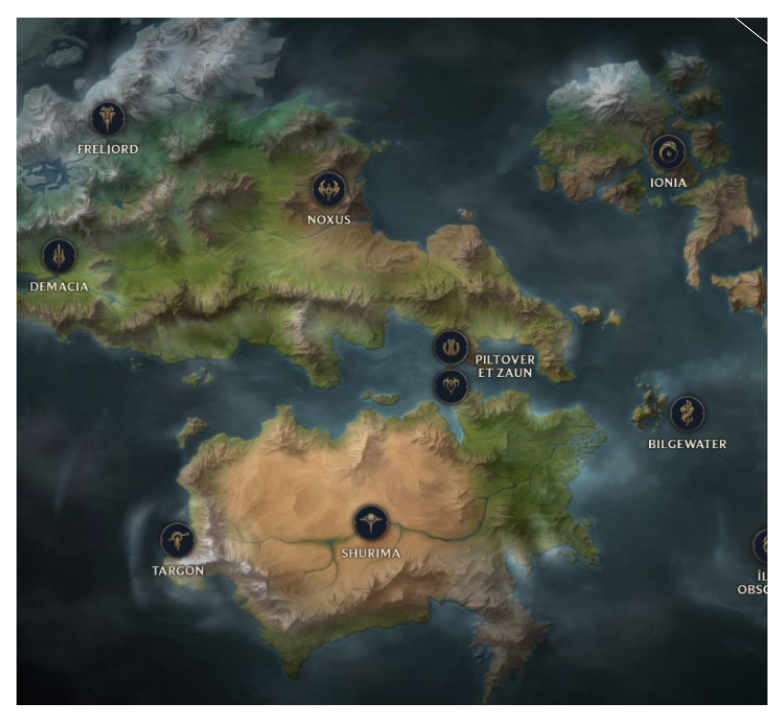 FRELJORD
IONIA
NOXUS
DEMACIA
PILTOVER
ET ZAUN
BILGEWATER
SHURIMA
TARGON